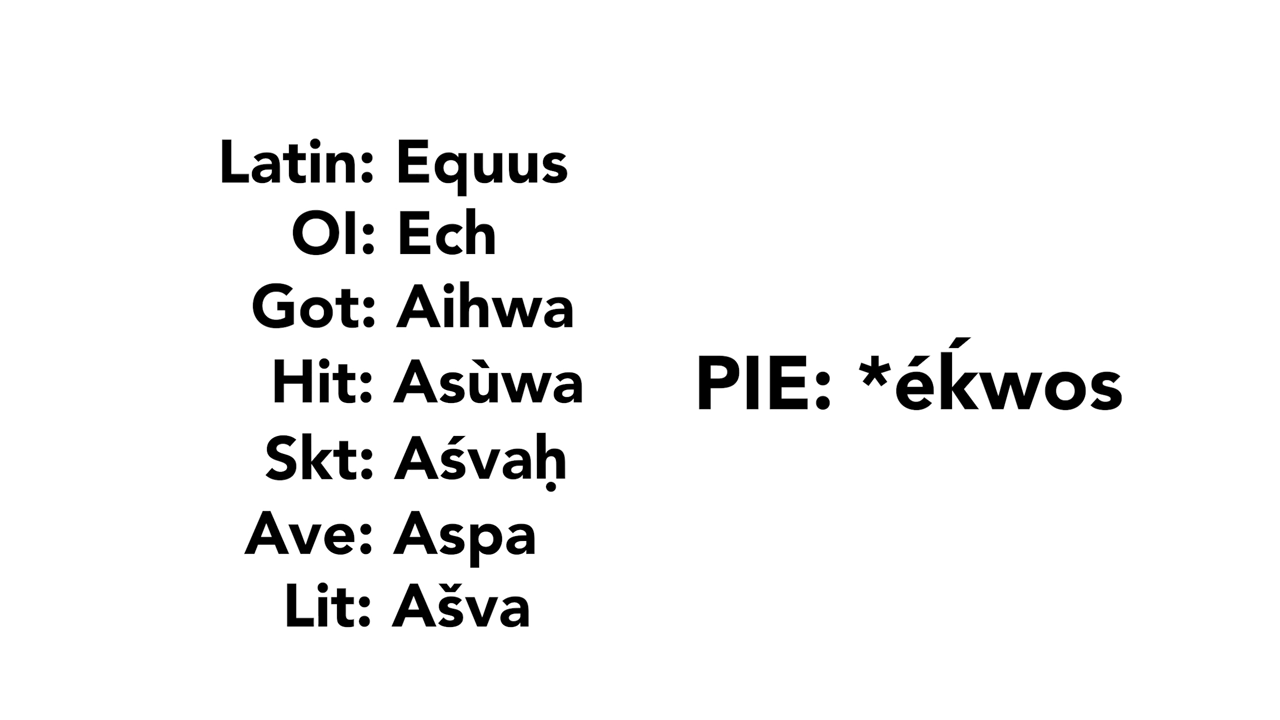 Latin: Equus
OI: Ech
Got: Aihwa
Hit: Asùwa
Skt: Aśvaḥ
Ave: Aspa
Lit: Ašva
PIE: *éḱwos